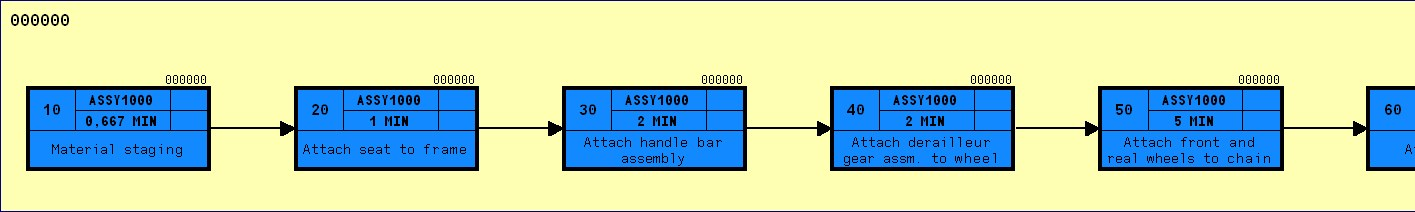 000000
000000
10
ASSY1000
0,667 MIN
Material staging
000000
20
ASSY1000
1 MIN
Attach seat to frame
000000
30
ASSY1000
2 MIN
Attach handle bar
assembly
000000
40
ASSY1000
2 MIN
Attach derailleur
gear assm. to wheel
000000
50
ASSY1000
5 MIN
Attach front and
real wheels to chain
60